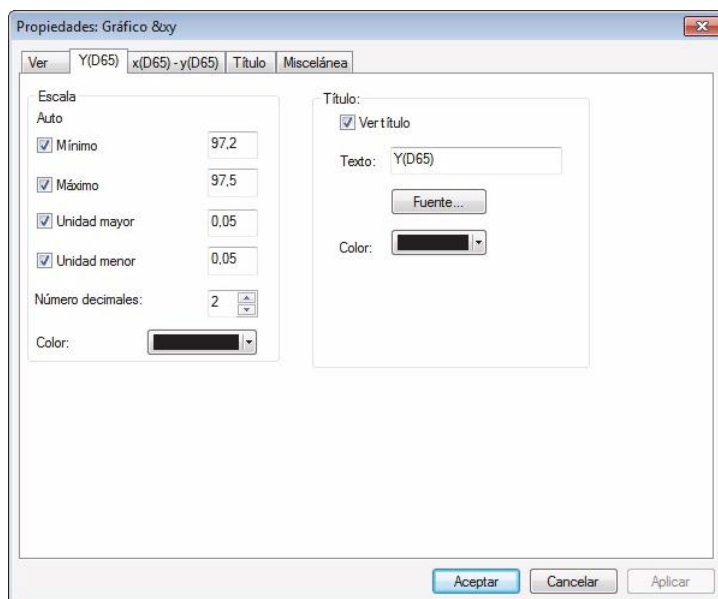 Propiedades: Gráfico &xy
Ver
Y(D65)
x(D65) - y(D65)
Título
Miscelánea
Escala
Auto
Mínimo
97,2
Máximo
97,5
Unidad mayor
0,05
Unidad menor
0,05
Número decimales:
2
Color:
Título:
Ver título
Texto:
Y(D65)
Fuente...
Color:
Aceptar
Cancelar
Aplicar